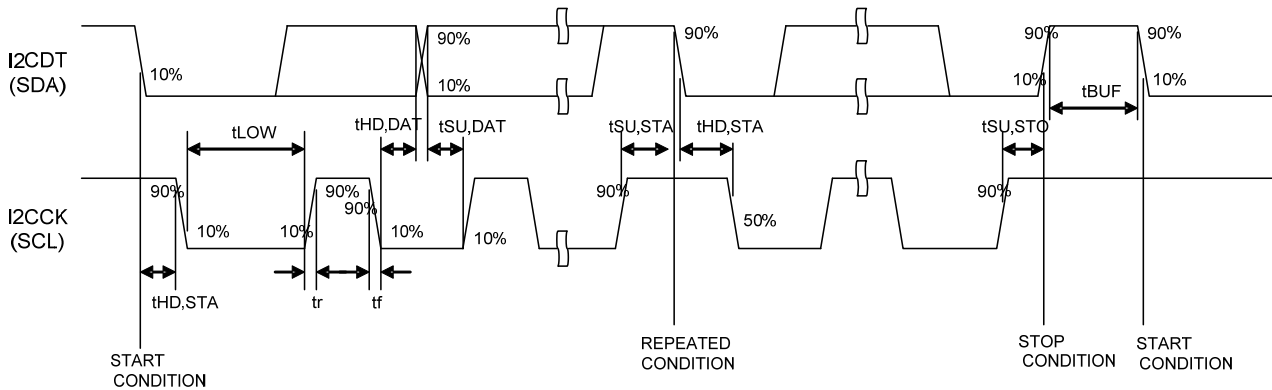 I2CDT
(SDA)
90%
90%
90%
90%
10%
10%
10%
10%
tBUF
tHD,DAT
tSU,DAT
tLOW
tSU,STA
tHD,STA
tSU,STO
I2CCK
(SCL)
90%
90%
90%
90%
90%
10%
10%
10%
10%
50%
tHD,STA
tr
tf
START
CONDITION
REPEATED
CONDITION
STOP
CONDITION
START
CONDITION